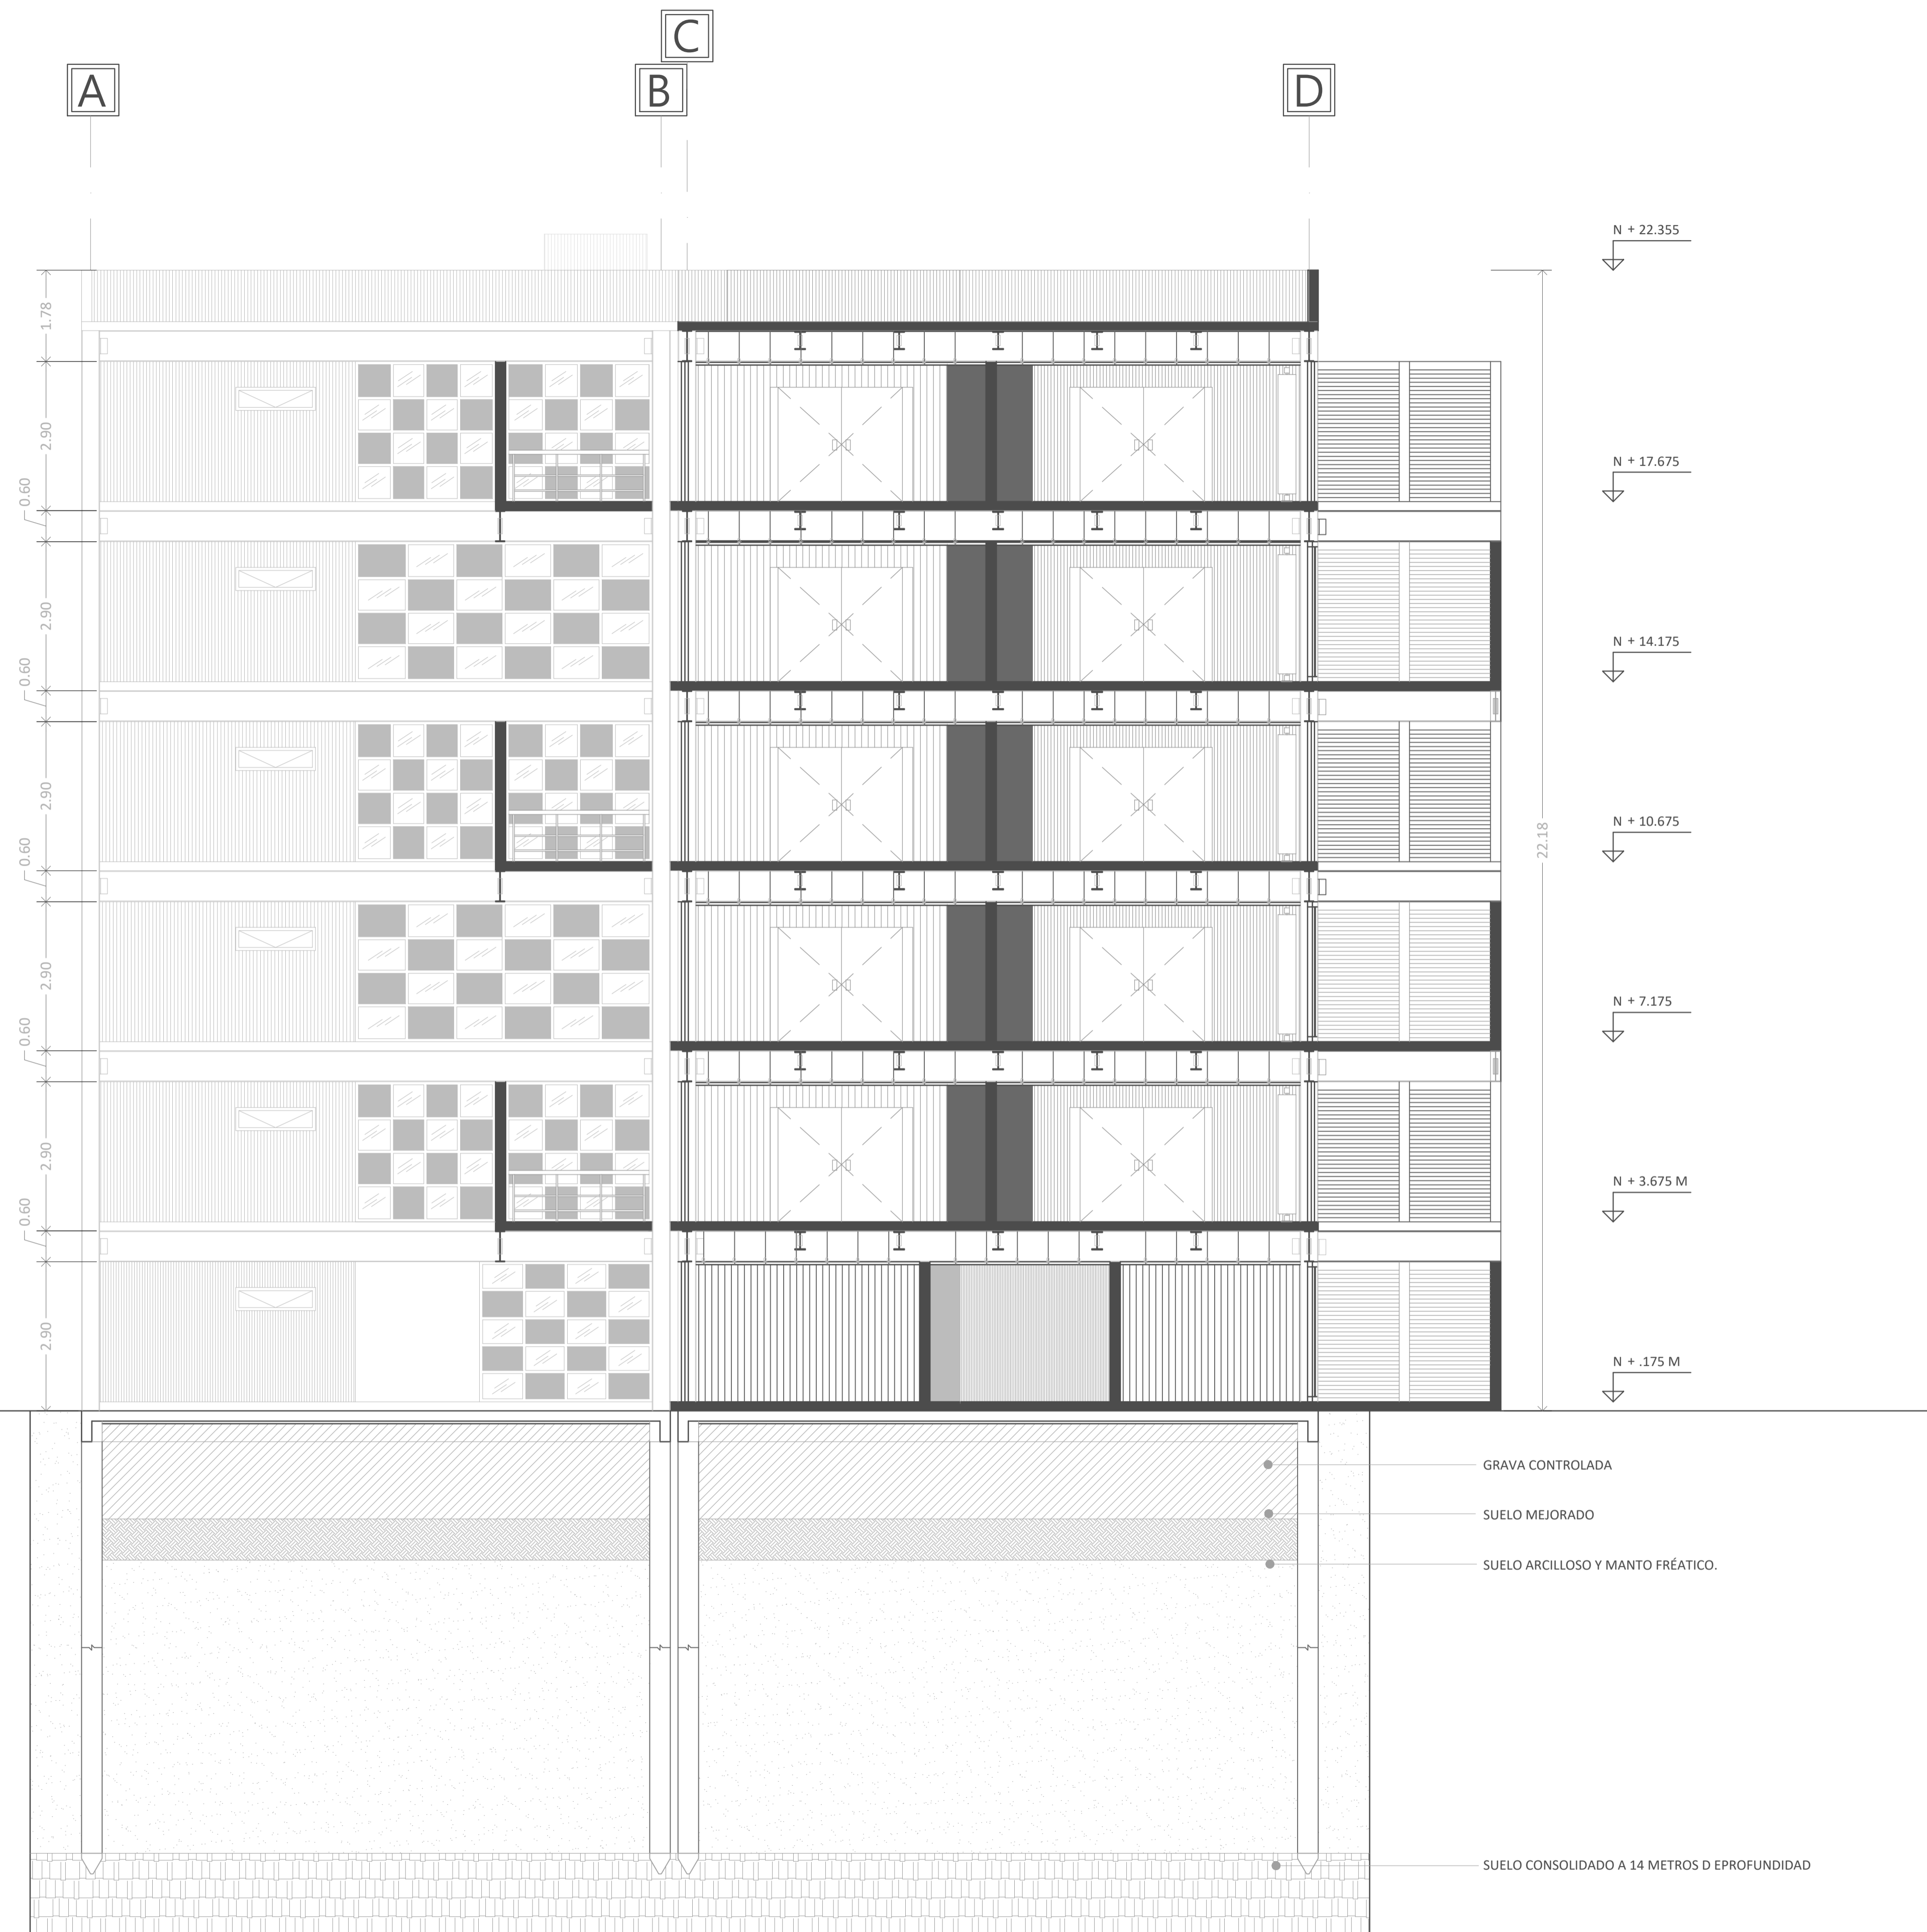 C
A
B
D
N + 22.355
1.78
2.90
N + 17.675
0.60
2.90
N + 14.175
0.60
2.90
N + 10.675
22.18
0.60
2.90
N + 7.175
0.60
2.90
N + 3.675 M
0.60
2.90
N + .175 M
GRAVA CONTROLADA
SUELO MEJORADO
SUELO ARCILLOSO Y MANTO FRÉATICO.
SUELO CONSOLIDADO A 14 METROS D EPROFUNDIDAD